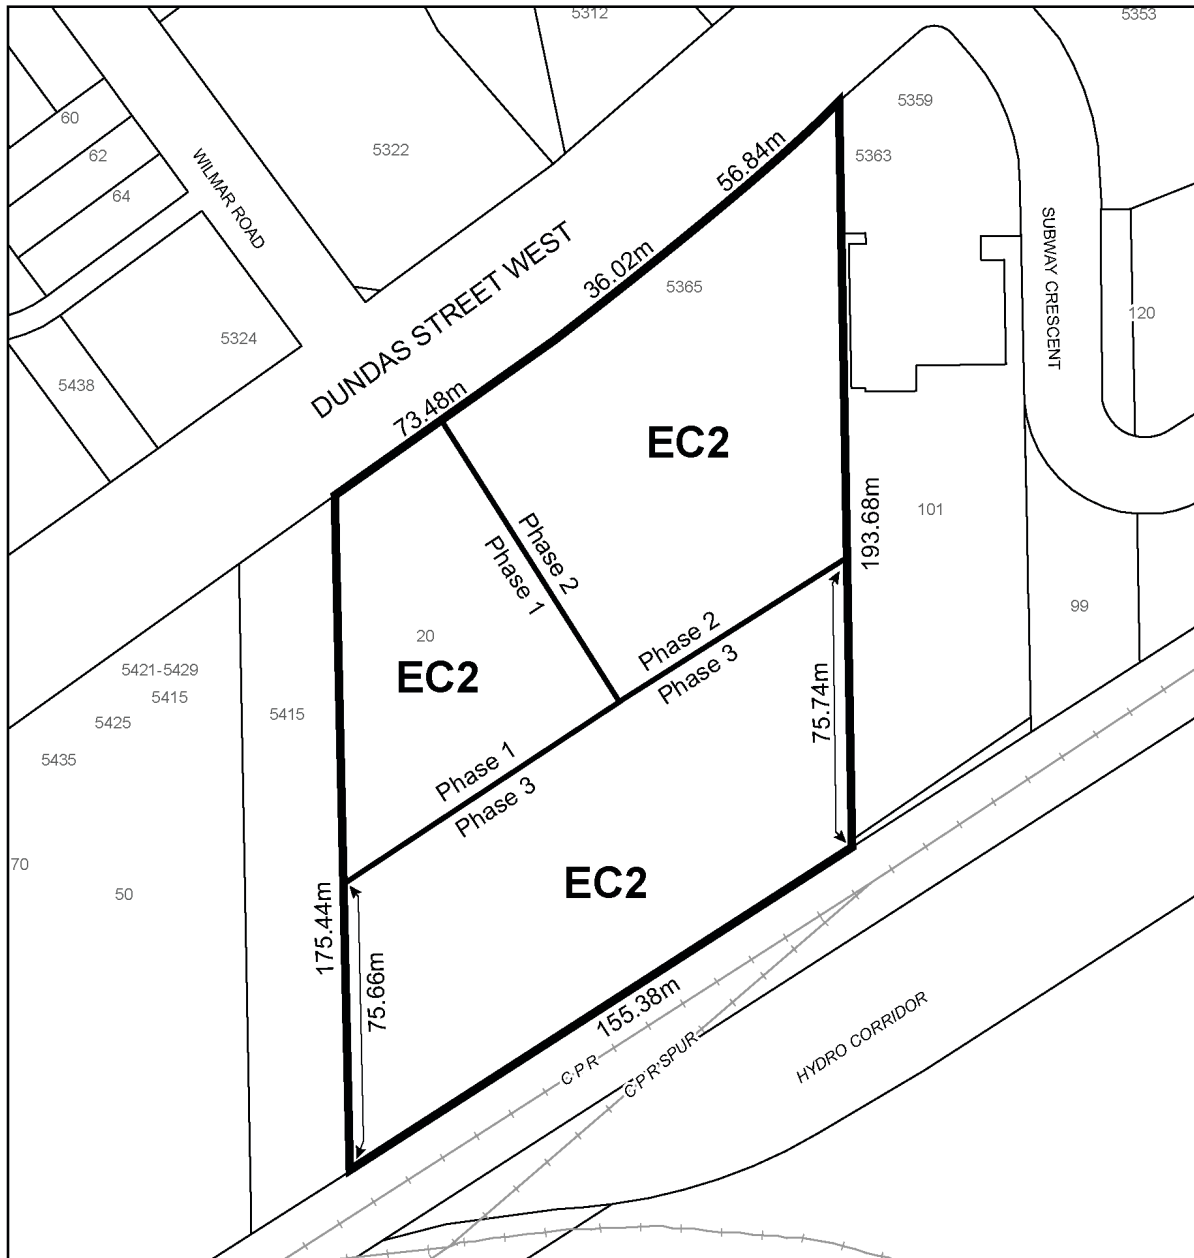 5312
5353
60
5359
62
WILMAR ROAD
5322
56.84m
5363
64
SUBWAY CRESCENT
DUNDAS STREET WEST
36.02m
5365
120
5324
5438
73.48m
EC2
193.68m
101
Phase 2
Phase 1
99
20
Phase 2
Phase 3
5421-5429
5415
EC2
75.74m
5425
5415
5435
Phase 1
Phase 3
70
50
EC2
175.44m
75.66m
155.38m
C P R
C P R SPUR
HYDRO CORRIDOR